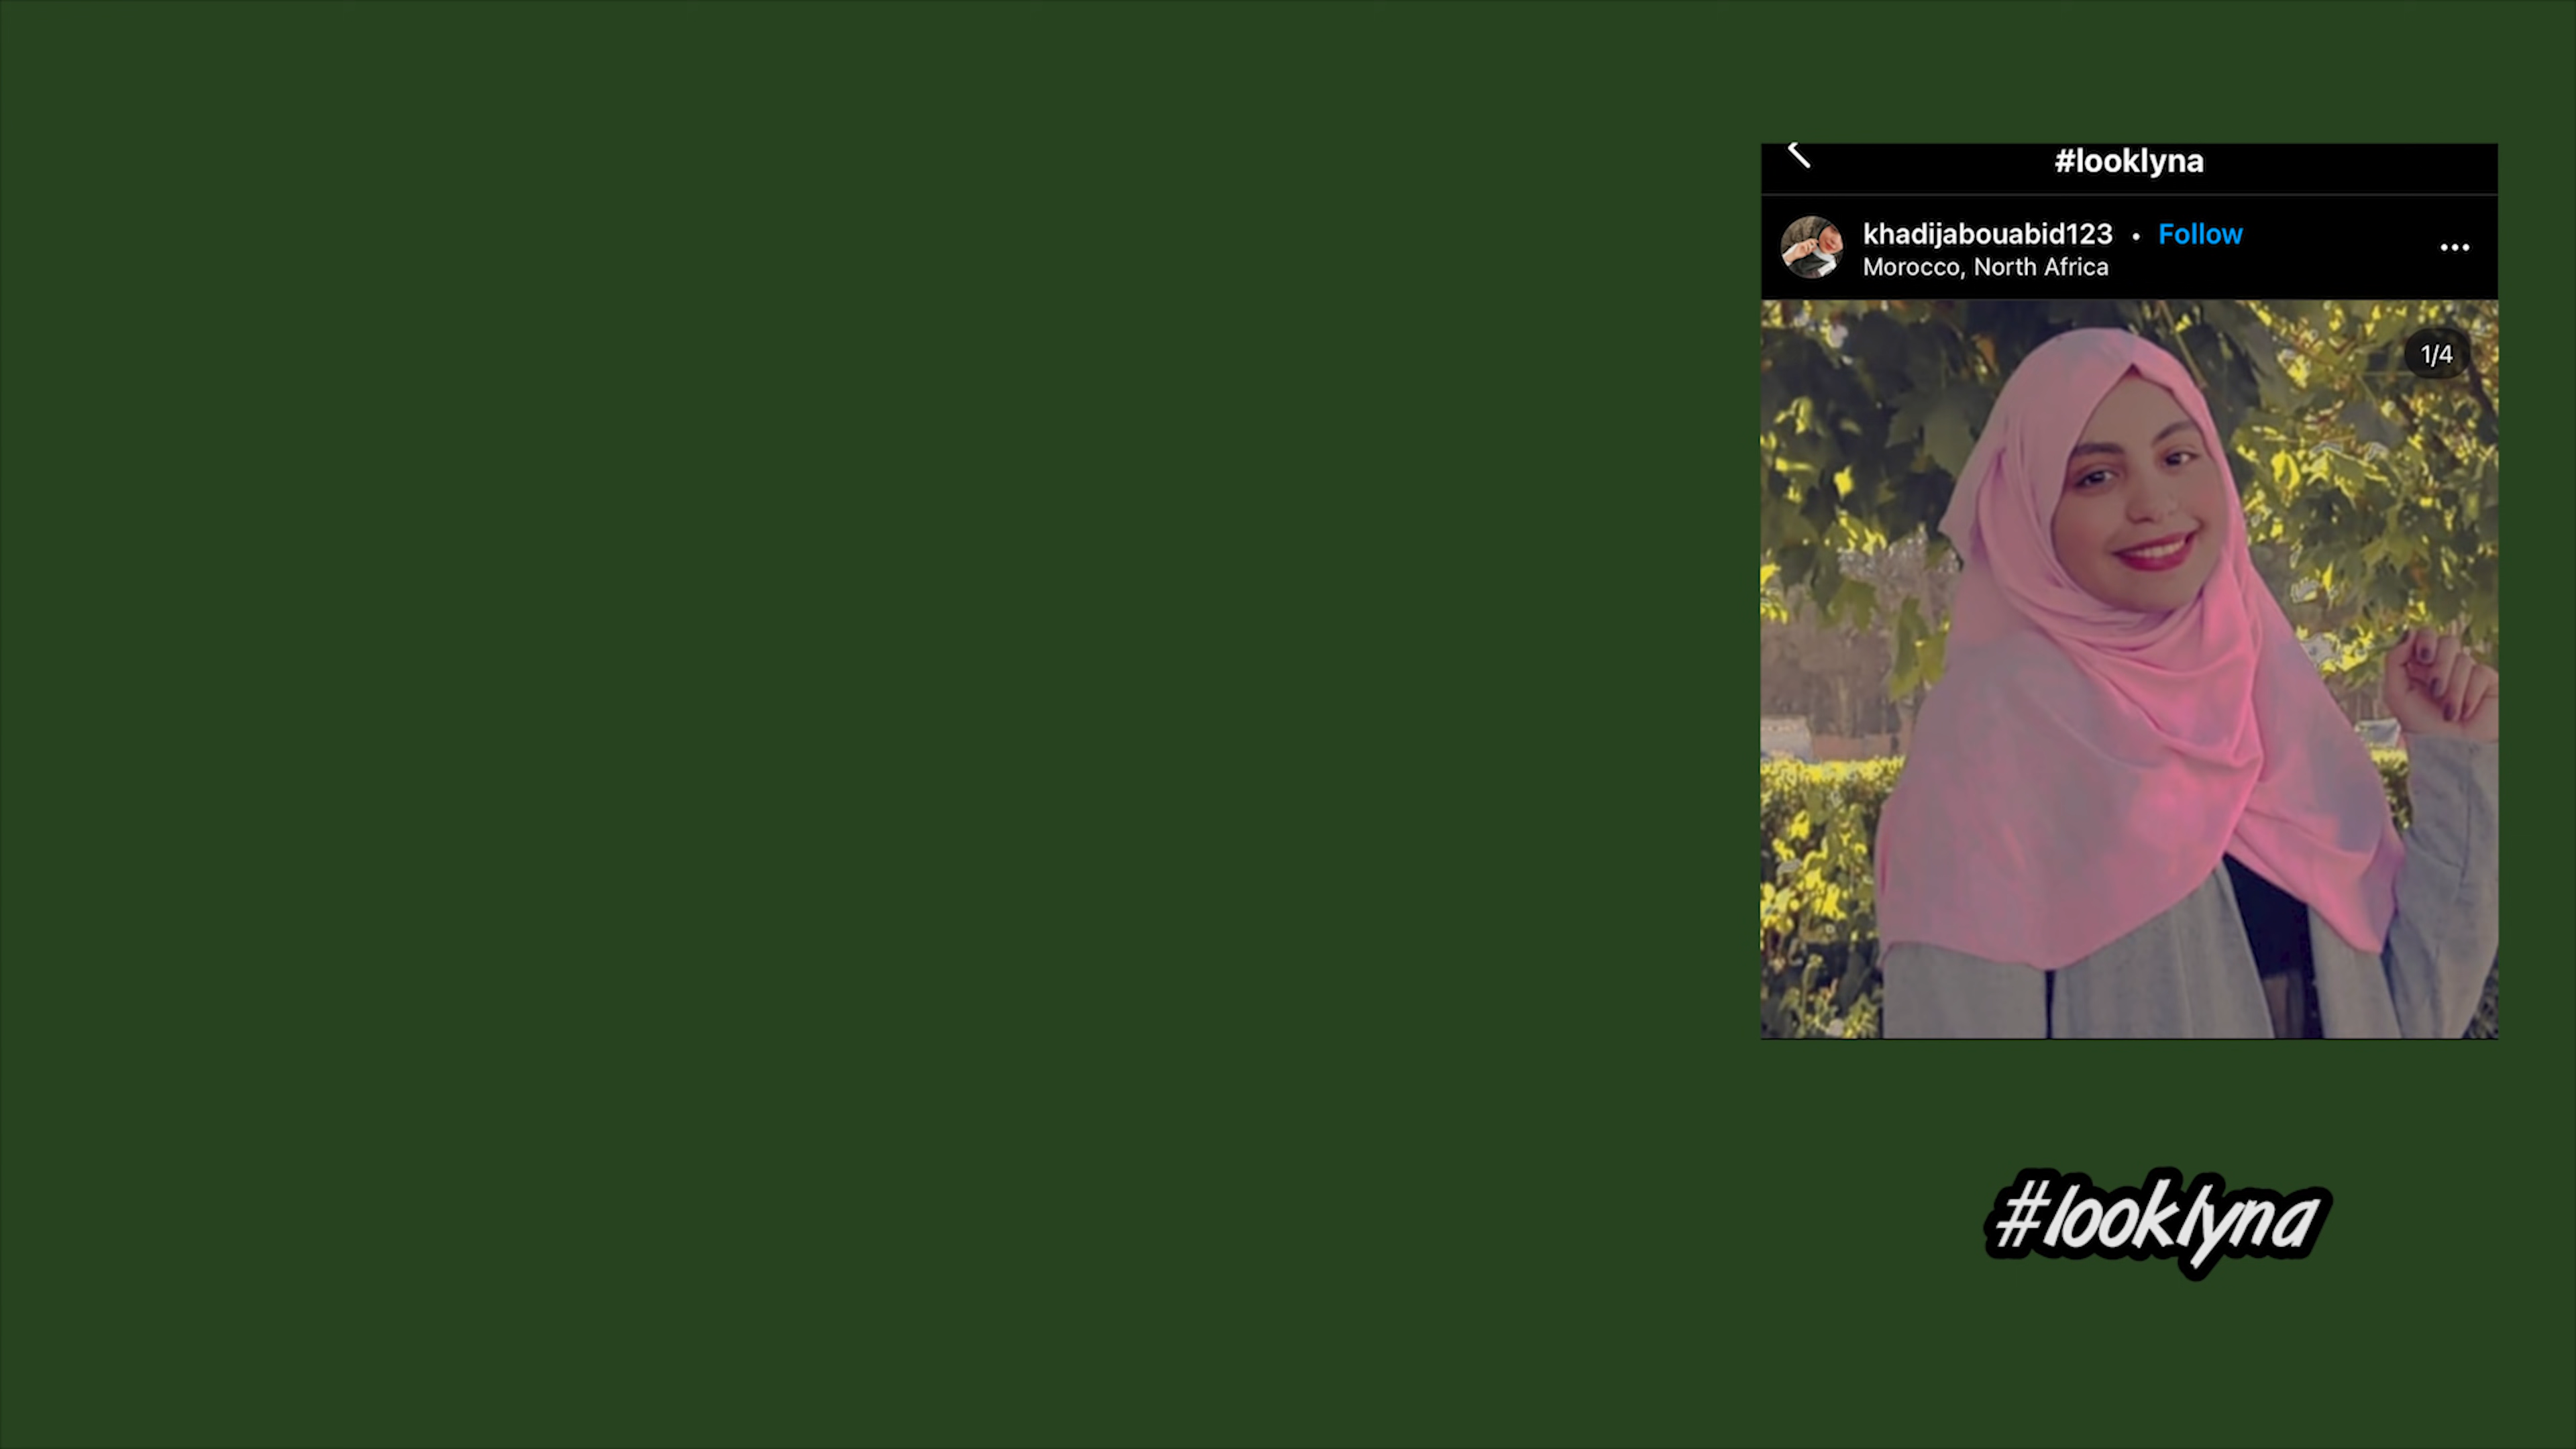 #looklyna
khadijabouabid123 • Follow
Morocco, North Africa
1/4
#looklyna